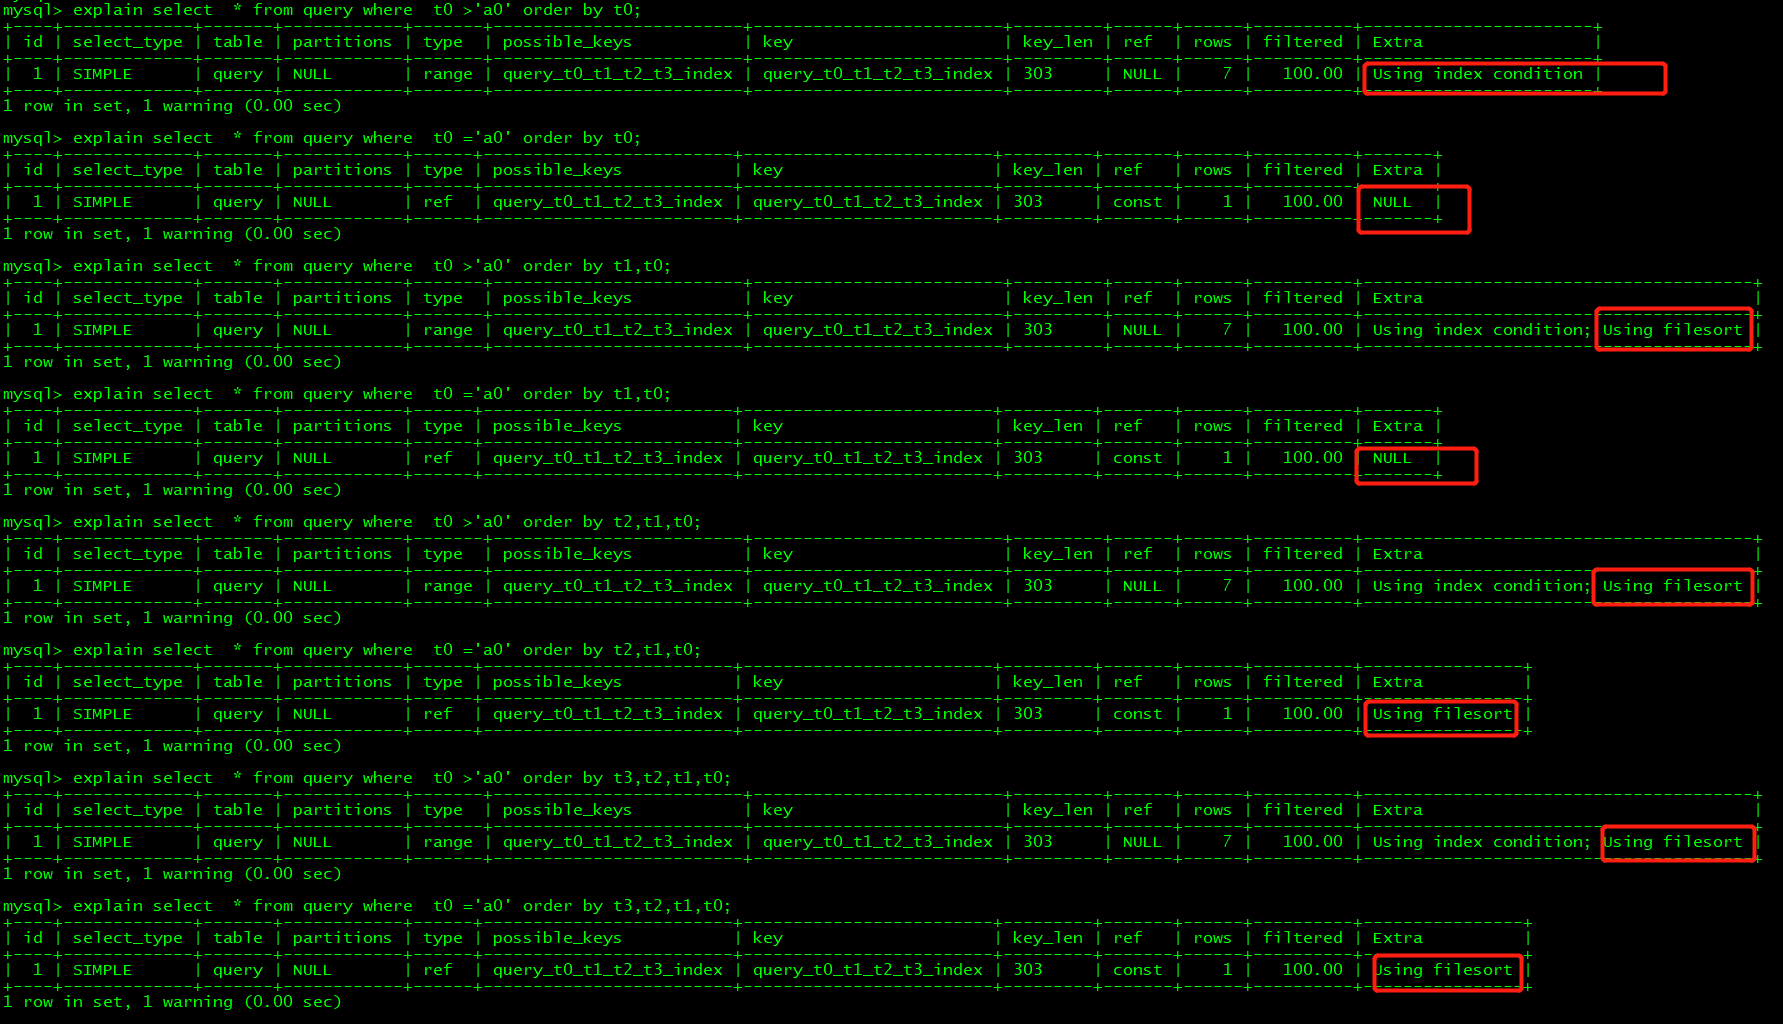 mysql> explain select  * from query where  t0 >'a0' order by t0;
+----+-------------+-------+------------+-------+-------------------------+-------------------------+---------+------+------+----------+-----------------------+
| id | select_type | table | partitions | type  | possible_keys           | key                     | key_len | ref  | rows | filtered | Extra                 |
+----+-------------+-------+------------+-------+-------------------------+-------------------------+---------+------+------+----------+-----------------------+
|  1 | SIMPLE      | query | NULL       | range | query_t0_t1_t2_t3_index | query_t0_t1_t2_t3_index | 303     | NULL |    7 |   100.00 | Using index condition |
+----+-------------+-------+------------+-------+-------------------------+-------------------------+---------+------+------+----------+-----------------------+
1 row in set, 1 warning (0.00 sec)
mysql> explain select  * from query where  t0 ='a0' order by t0;
+----+-------------+-------+------------+------+-------------------------+-------------------------+---------+-------+------+----------+-------+
| id | select_type | table | partitions | type | possible_keys           | key                     | key_len | ref   | rows | filtered | Extra |
+----+-------------+-------+------------+------+-------------------------+-------------------------+---------+-------+------+----------+-------+
|  1 | SIMPLE      | query | NULL       | ref  | query_t0_t1_t2_t3_index | query_t0_t1_t2_t3_index | 303     | const |    1 |   100.00 | NULL  |
+----+-------------+-------+------------+------+-------------------------+-------------------------+---------+-------+------+----------+-------+
1 row in set, 1 warning (0.00 sec)
mysql> explain select  * from query where  t0 >'a0' order by t1,t0;
+----+-------------+-------+------------+-------+-------------------------+-------------------------+---------+------+------+----------+---------------------------------------+
| id | select_type | table | partitions | type  | possible_keys           | key                     | key_len | ref  | rows | filtered | Extra                                 |
+----+-------------+-------+------------+-------+-------------------------+-------------------------+---------+------+------+----------+---------------------------------------+
|  1 | SIMPLE      | query | NULL       | range | query_t0_t1_t2_t3_index | query_t0_t1_t2_t3_index | 303     | NULL |    7 |   100.00 | Using index condition; Using filesort |
+----+-------------+-------+------------+-------+-------------------------+-------------------------+---------+------+------+----------+---------------------------------------+
1 row in set, 1 warning (0.00 sec)
mysql> explain select  * from query where  t0 ='a0' order by t1,t0;
+----+-------------+-------+------------+------+-------------------------+-------------------------+---------+-------+------+----------+-------+
| id | select_type | table | partitions | type | possible_keys           | key                     | key_len | ref   | rows | filtered | Extra |
+----+-------------+-------+------------+------+-------------------------+-------------------------+---------+-------+------+----------+-------+
|  1 | SIMPLE      | query | NULL       | ref  | query_t0_t1_t2_t3_index | query_t0_t1_t2_t3_index | 303     | const |    1 |   100.00 | NULL  |
+----+-------------+-------+------------+------+-------------------------+-------------------------+---------+-------+------+----------+-------+
1 row in set, 1 warning (0.00 sec)
mysql> explain select  * from query where  t0 >'a0' order by t2,t1,t0;
+----+-------------+-------+------------+-------+-------------------------+-------------------------+---------+------+------+----------+---------------------------------------+
| id | select_type | table | partitions | type  | possible_keys           | key                     | key_len | ref  | rows | filtered | Extra                                 |
+----+-------------+-------+------------+-------+-------------------------+-------------------------+---------+------+------+----------+---------------------------------------+
|  1 | SIMPLE      | query | NULL       | range | query_t0_t1_t2_t3_index | query_t0_t1_t2_t3_index | 303     | NULL |    7 |   100.00 | Using index condition; Using filesort |
+----+-------------+-------+------------+-------+-------------------------+-------------------------+---------+------+------+----------+---------------------------------------+
1 row in set, 1 warning (0.00 sec)
mysql> explain select  * from query where  t0 ='a0' order by t2,t1,t0;
+----+-------------+-------+------------+------+-------------------------+-------------------------+---------+-------+------+----------+----------------+
| id | select_type | table | partitions | type | possible_keys           | key                     | key_len | ref   | rows | filtered | Extra          |
+----+-------------+-------+------------+------+-------------------------+-------------------------+---------+-------+------+----------+----------------+
|  1 | SIMPLE      | query | NULL       | ref  | query_t0_t1_t2_t3_index | query_t0_t1_t2_t3_index | 303     | const |    1 |   100.00 | Using filesort |
+----+-------------+-------+------------+------+-------------------------+-------------------------+---------+-------+------+----------+----------------+
1 row in set, 1 warning (0.00 sec)
mysql> explain select  * from query where  t0 >'a0' order by t3,t2,t1,t0;
+----+-------------+-------+------------+-------+-------------------------+-------------------------+---------+------+------+----------+---------------------------------------+
| id | select_type | table | partitions | type  | possible_keys           | key                     | key_len | ref  | rows | filtered | Extra                                 |
+----+-------------+-------+------------+-------+-------------------------+-------------------------+---------+------+------+----------+---------------------------------------+
|  1 | SIMPLE      | query | NULL       | range | query_t0_t1_t2_t3_index | query_t0_t1_t2_t3_index | 303     | NULL |    7 |   100.00 | Using index condition; Using filesort |
+----+-------------+-------+------------+-------+-------------------------+-------------------------+---------+------+------+----------+---------------------------------------+
1 row in set, 1 warning (0.00 sec)
mysql> explain select  * from query where  t0 ='a0' order by t3,t2,t1,t0;
+----+-------------+-------+------------+------+-------------------------+-------------------------+---------+-------+------+----------+----------------+
| id | select_type | table | partitions | type | possible_keys           | key                     | key_len | ref   | rows | filtered | Extra          |
+----+-------------+-------+------------+------+-------------------------+-------------------------+---------+-------+------+----------+----------------+
|  1 | SIMPLE      | query | NULL       | ref  | query_t0_t1_t2_t3_index | query_t0_t1_t2_t3_index | 303     | const |    1 |   100.00 | Using filesort |
+----+-------------+-------+------------+------+-------------------------+-------------------------+---------+-------+------+----------+----------------+
1 row in set, 1 warning (0.00 sec)